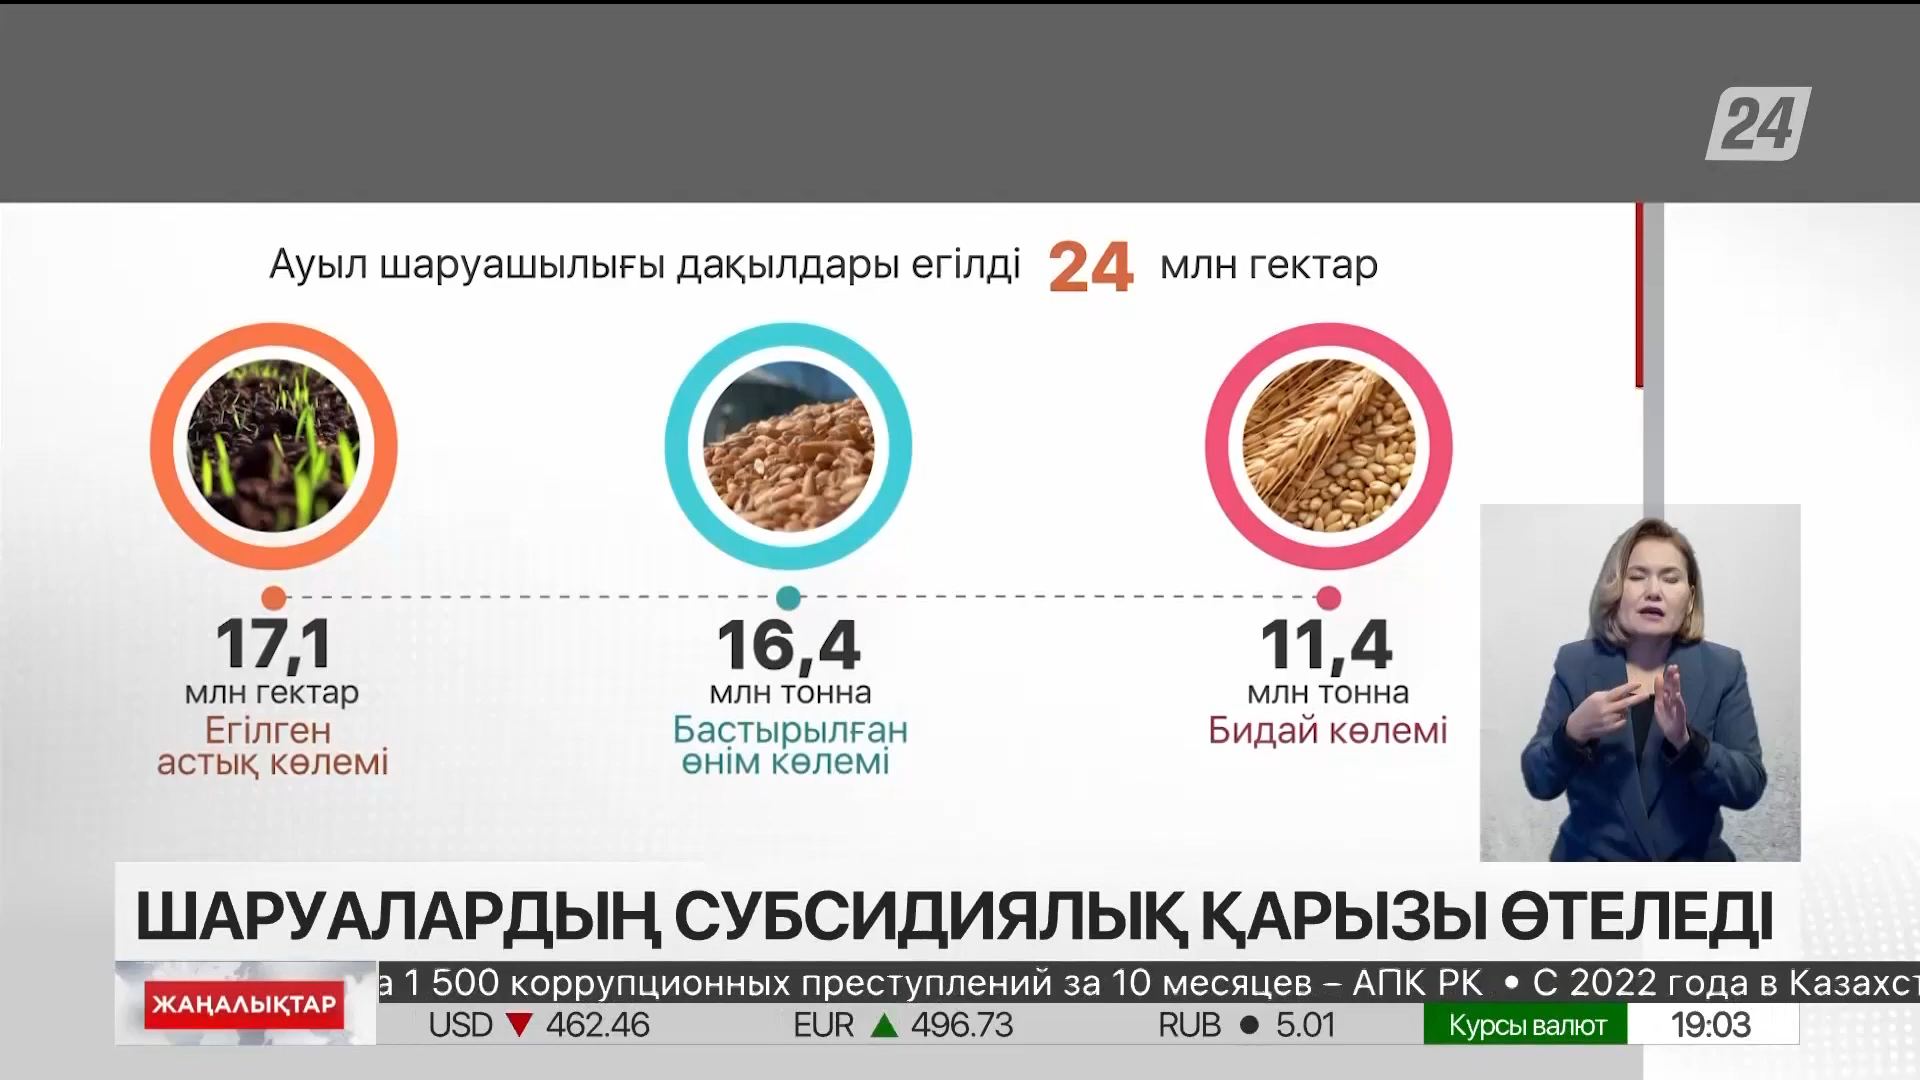 24
Ауыл шаруашылығы дақылдары егілді 24 млн гектар
17,1
млн гектар
Егілген
астық көлемі
16,4
млн тонна
Бастырылған
өнім көлемі
11,4
млн тонна
Бидай көлемі
ШАРУАЛАРДЫҢ СУБСИДИЯЛЫҚ ҚАРЫЗЫ ӨТЕЛЕДІ
ЖАҢАЛЫҚТАР
а 1 500 коррупционных преступлений за 10 месяцев – АПК РК • С 2022 года в Казахст
USD ▼ 462.46 EUR ▲ 496.73 RUB ● 5.01 Курсы валют 19:03